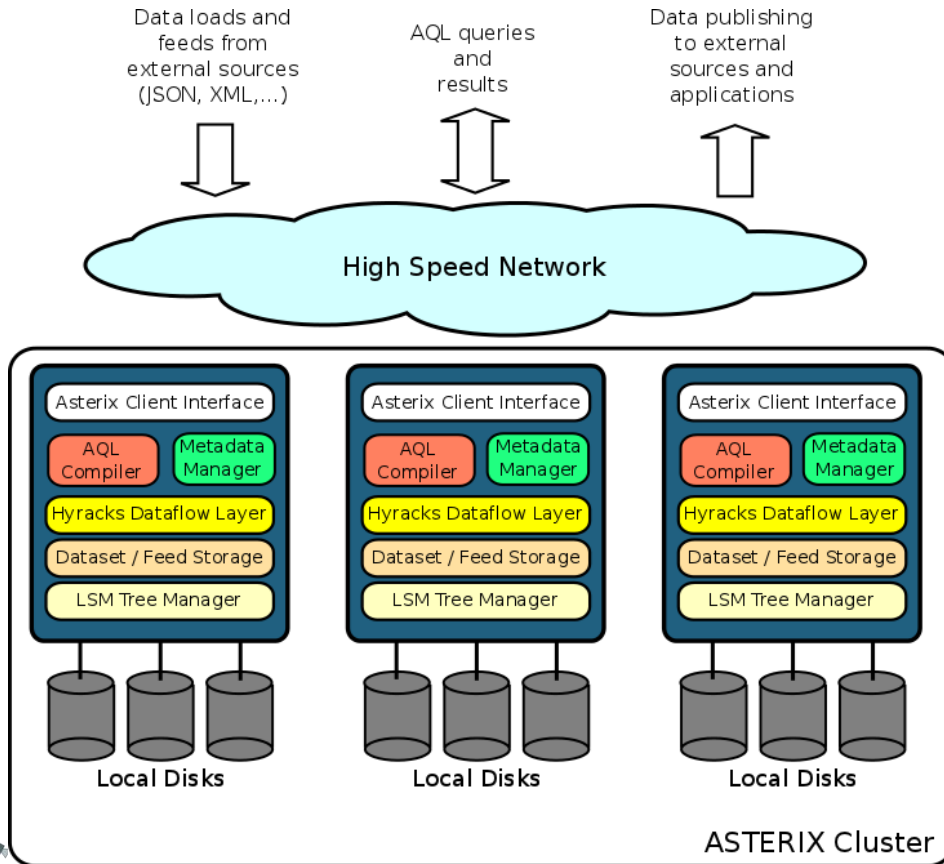 Data loads and
feeds from
external sources
(JSON, XML,...)
AQL queries
and
results
Data publishing
to external
sources and
applications
High Speed Network
Asterix Client Interface
AQL
Compiler
Metadata
Manager
Hyracks Dataflow Layer
Dataset / Feed Storage
LSM Tree Manager
Local Disks
Asterix Client Interface
AQL
Compiler
Metadata
Manager
Hyracks Dataflow Layer
Dataset / Feed Storage
LSM Tree Manager
Local Disks
Asterix Client Interface
AQL
Compiler
Metadata
Manager
Hyracks Dataflow Layer
Dataset / Feed Storage
LSM Tree Manager
Local Disks
ASTERIX Cluster